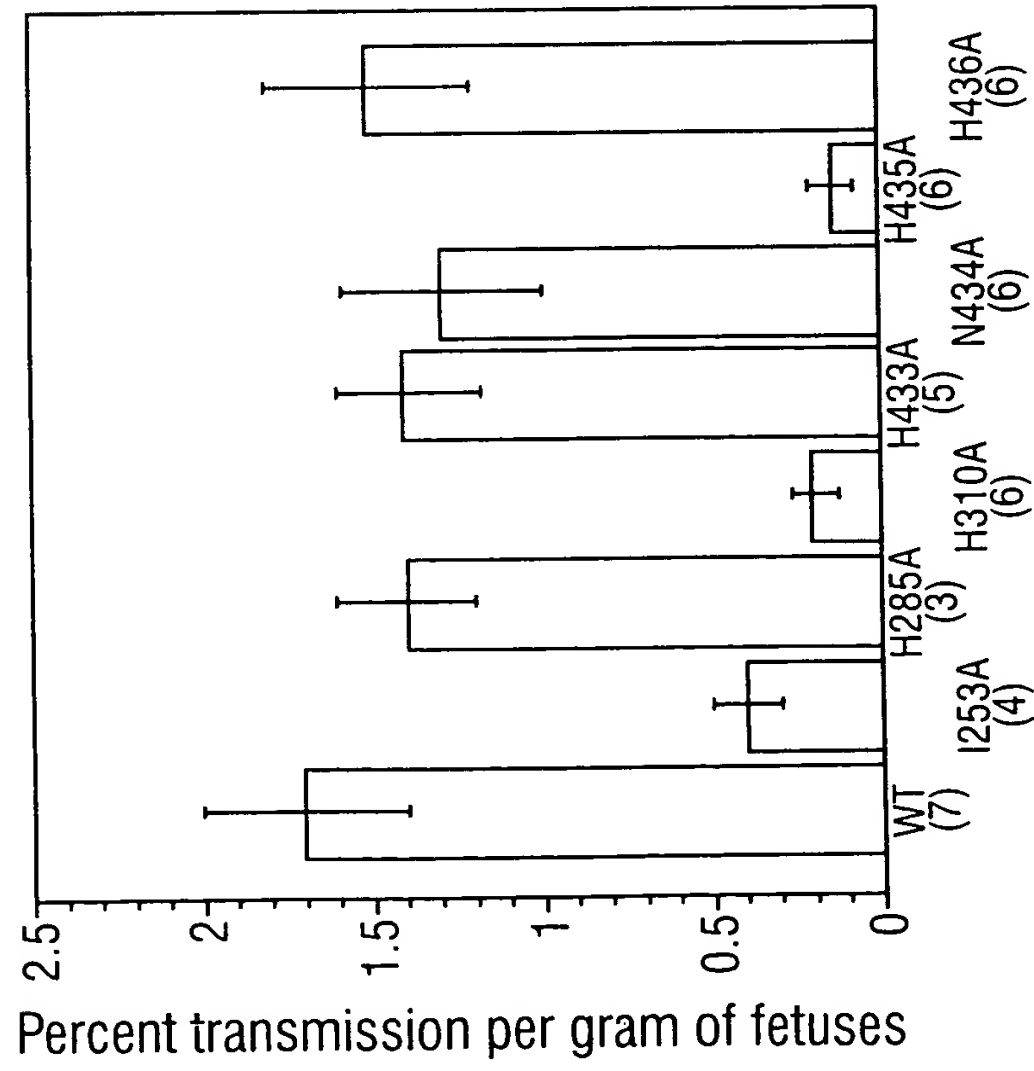 Percent transmission per gram of fetuses
2.5
2
1.5
1
0.5
0
WT
(7)
I253A
(4)
H285A
(3)
H310A
(6)
H433A
(5)
N434A
(6)
H435A
(6)
H436A
(6)